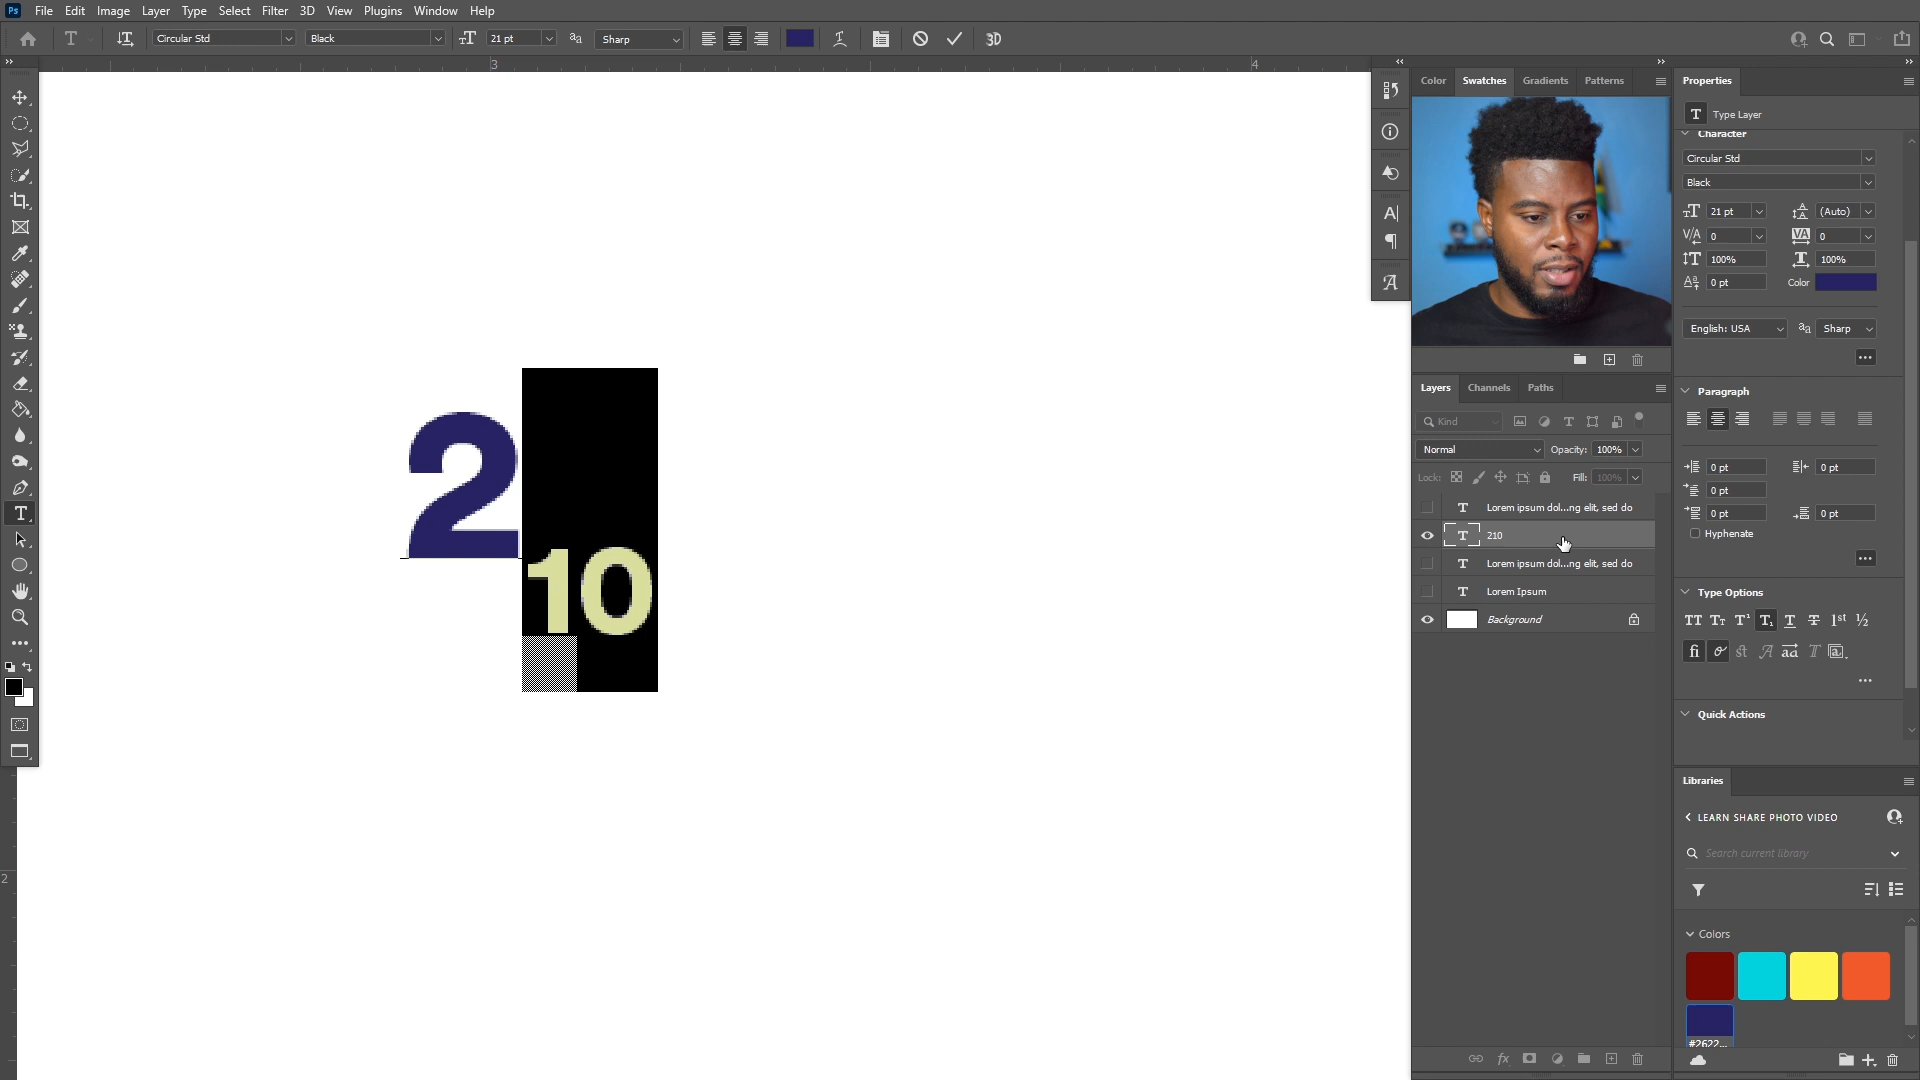 Ps File Edit Image Layer Type Select Filter 3D View Plugins Window Help
Circular Std Black 21 pt Sharp 3D
3 4
Color Swatches Gradients Patterns
Properties
Type Layer
Character
Circular Std
Black
21 pt (Auto)
0 0
100% 100%
0 pt Color
English: USA Sharp
Paragraph
0 pt 0 pt
0 pt
0 pt 0 pt
Hyphenate
Type Options
Quick Actions
Layers Channels Paths
Kind
Normal Opacity: 100%
Lock: Fill: 100%
Lorem ipsum dol...ng elit, sed do
210
Lorem ipsum dol...ng elit, sed do
Lorem Ipsum
Background
2
10
2
Libraries
LEARN SHARE PHOTO VIDEO
Search current library
Colors
#2622...